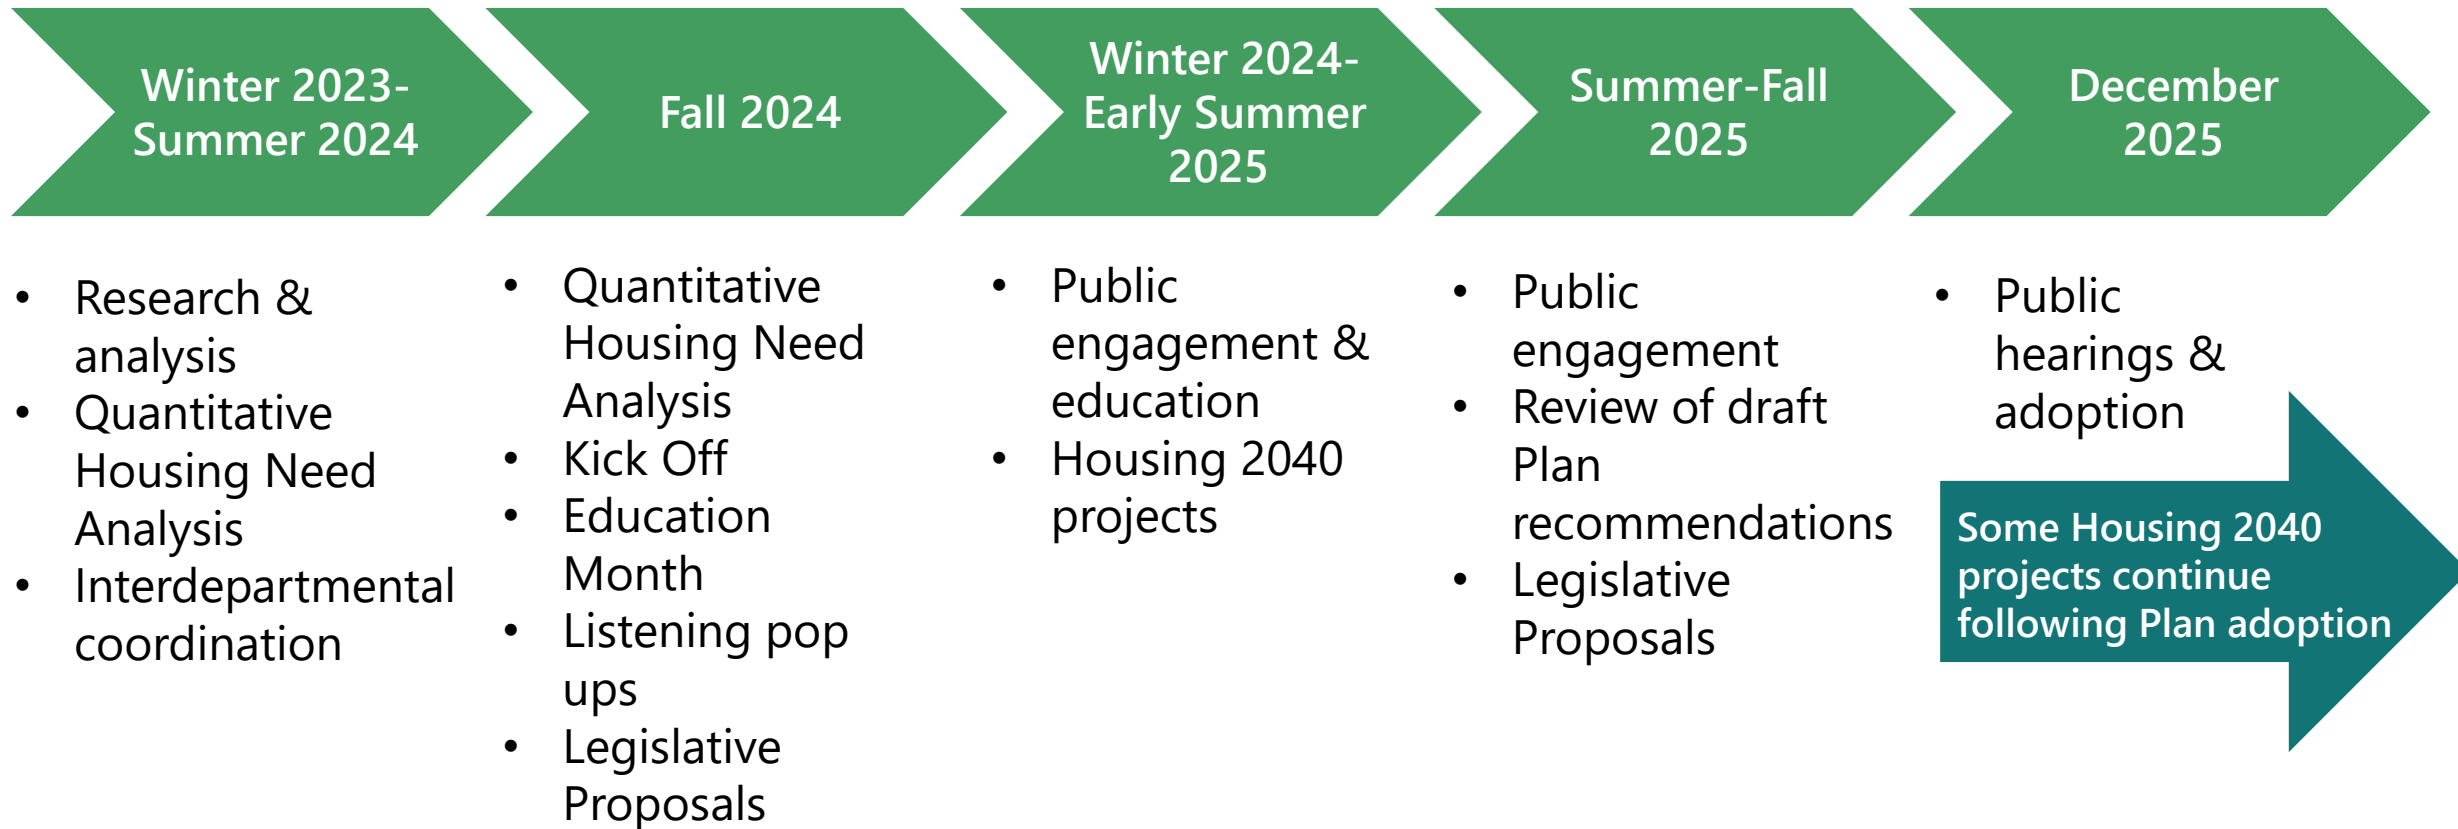 Winter 2023-
Summer 2024
Fall 2024
Winter 2024-
Early Summer
2025
Summer-Fall
2025
December
2025
• Research &
analysis
• Quantitative
Housing Need
Analysis
• Interdepartmental
coordination
• Quantitative
Housing Need
Analysis
• Kick Off
• Education
Month
• Listening pop
ups
• Legislative
Proposals
• Public
engagement &
education
• Housing 2040
projects
• Public
engagement
• Review of draft
Plan
recommendations
• Legislative
Proposals
• Public
hearings &
adoption
Some Housing 2040
projects continue
following Plan adoption